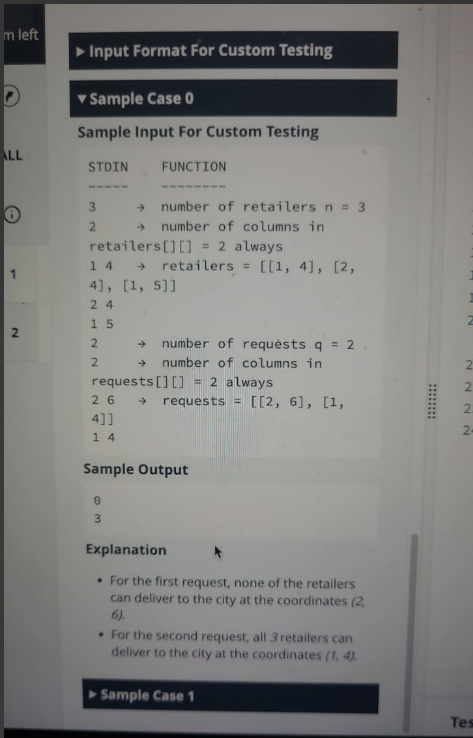 m left
▸ Input Format For Custom Testing
▾ Sample Case 0
Sample Input For Custom Testing
ALL
STDIN FUNCTION
----- --------
3 → number of retailers n = 3
2 → number of columns in
retailers[][] = 2 always
1 4 → retailers = [[1, 4], [2,
4], [1, 5]]
2 4
1 5
2 → number of requests q = 2
2 → number of columns in
requests[][] = 2 always
2 6 → requests = [[2, 6], [1,
4]]
1 4
1
2
Sample Output
0
3
Explanation
• For the first request, none of the retailers
can deliver to the city at the coordinates (2,
6).
• For the second request, all 3 retailers can
deliver to the city at the coordinates (1, 4).
▸ Sample Case 1
Tes